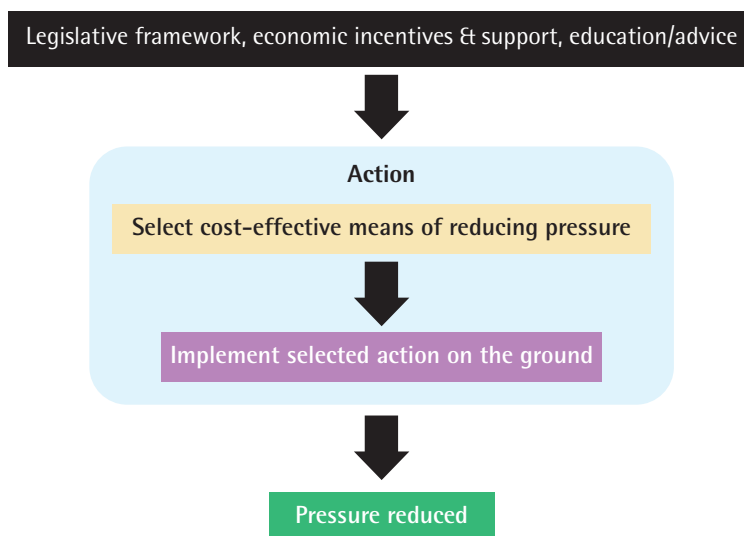 Legislative framework, economic incentives & support, education/advice
Action
Select cost-effective means of reducing pressure
Implement selected action on the ground
Pressure reduced